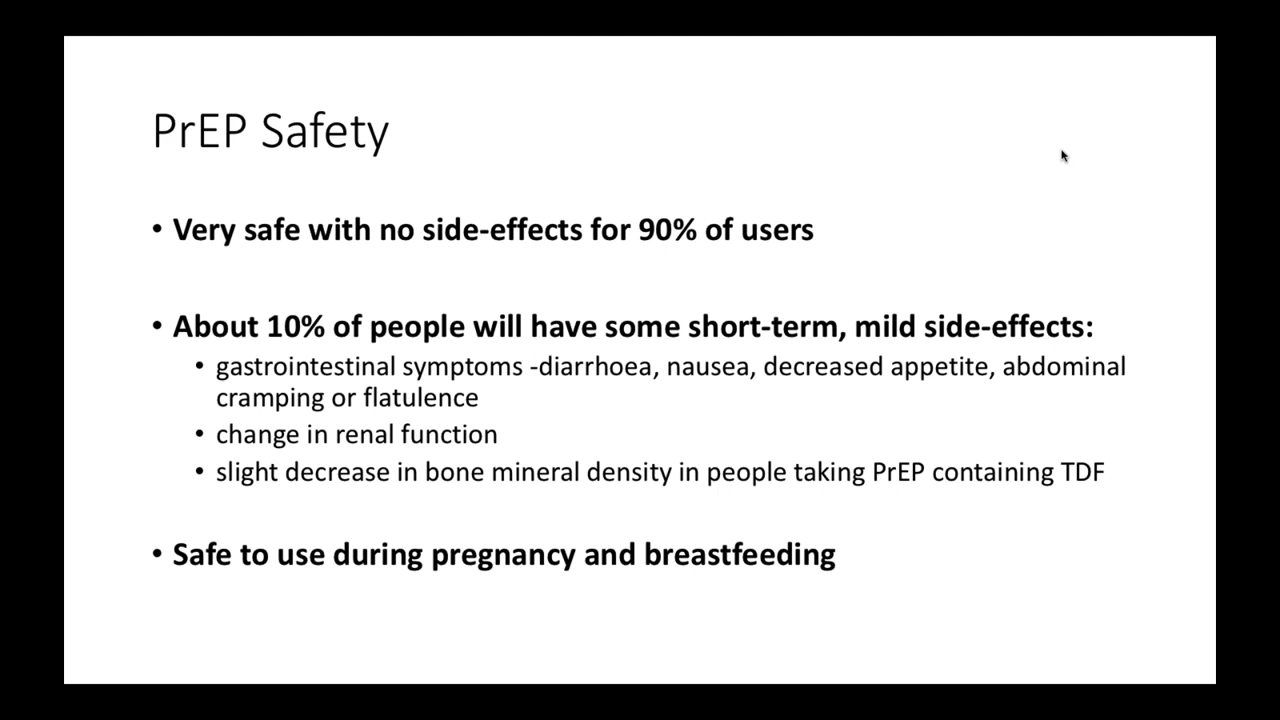 PrEP Safety
• Very safe with no side-effects for 90% of users
• About 10% of people will have some short-term, mild side-effects:
• gastrointestinal symptoms -diarrhoea, nausea, decreased appetite, abdominal
cramping or flatulence
• change in renal function
• slight decrease in bone mineral density in people taking PrEP containing TDF
• Safe to use during pregnancy and breastfeeding